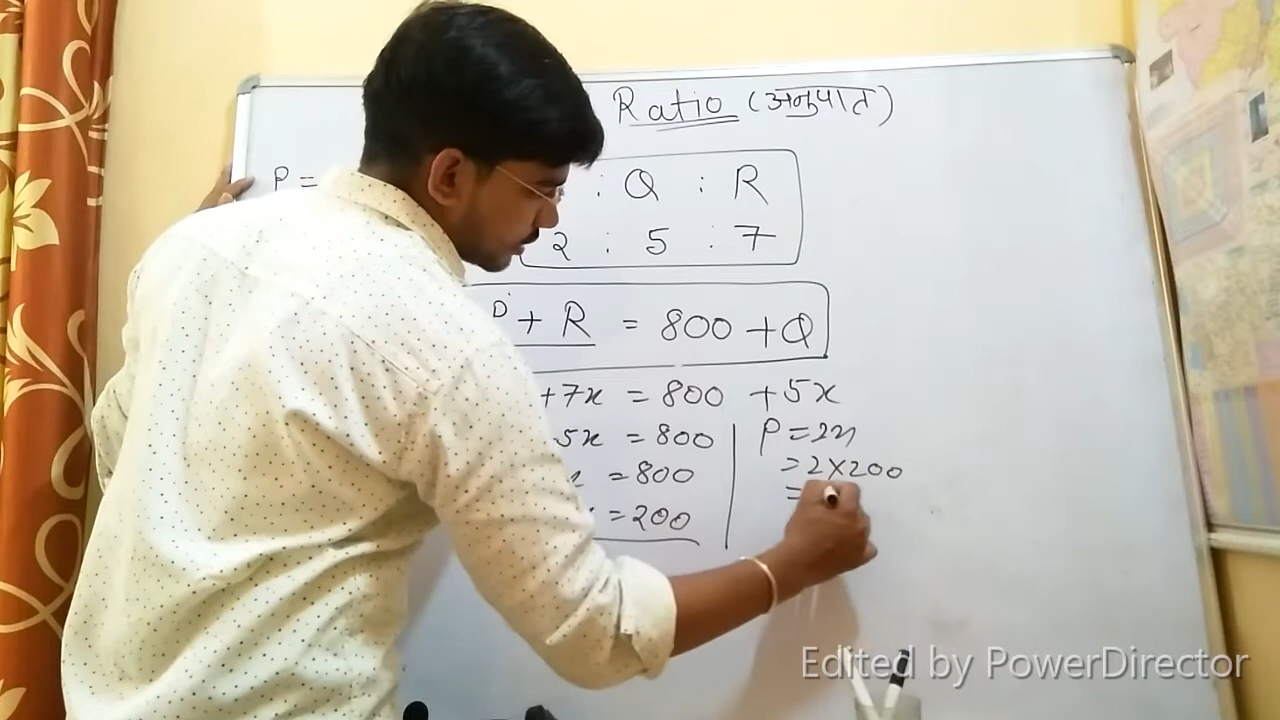 Ratio (अनुपात)
P =
: Q : R
2 : 5 : 7
P + R = 800 + Q
+ 7x = 800 + 5x
5x = 800
x = 800
x = 200
P = 2x
= 2 × 200
=
Edited by PowerDirector